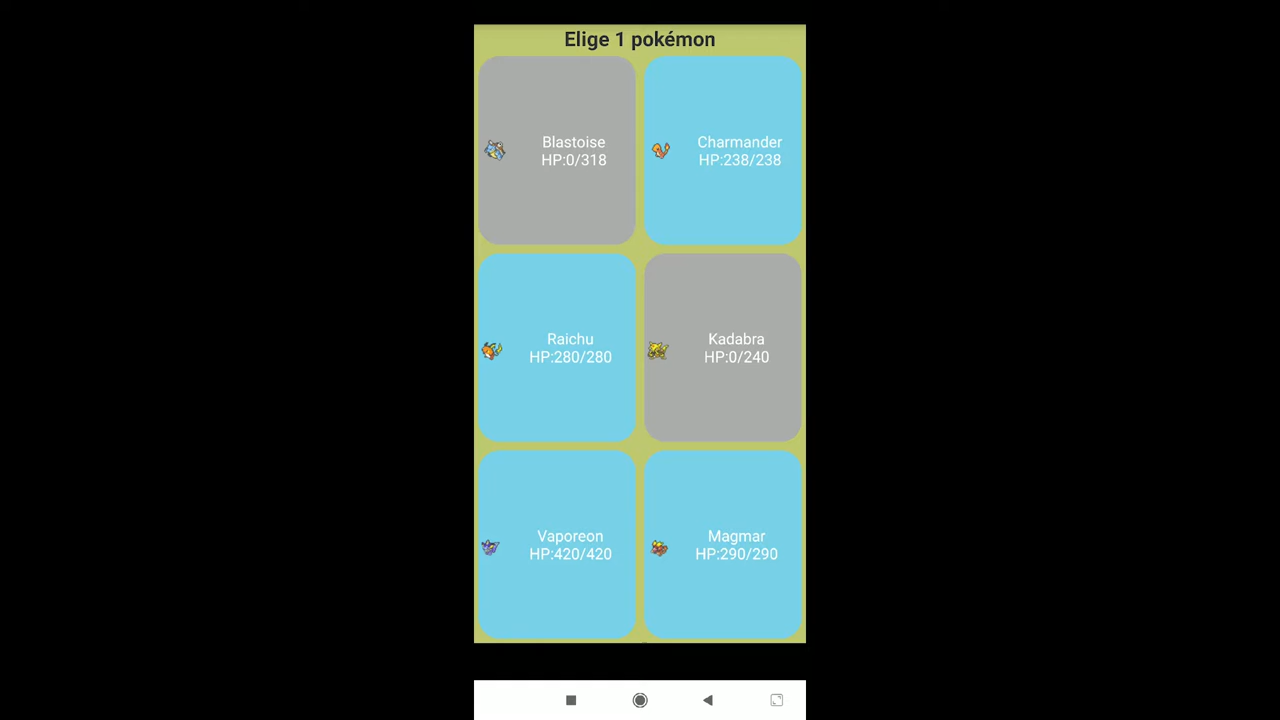 Elige 1 pokémon
Blastoise
HP:0/318
Charmander
HP:238/238
Raichu
HP:280/280
Kadabra
HP:0/240
Vaporeon
HP:420/420
Magmar
HP:290/290